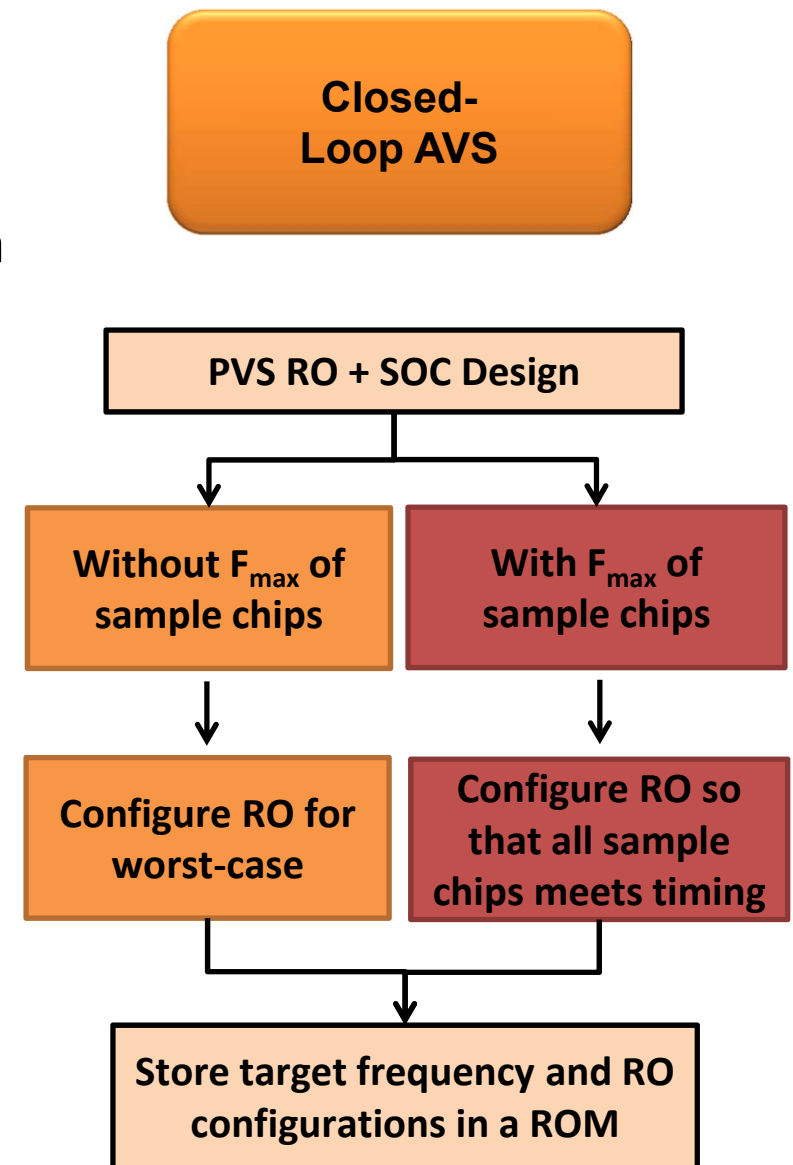 Closed-
Loop AVS
PVS RO + SOC Design
Without Fmax of
sample chips
With Fmax of
sample chips
Configure RO for
worst-case
Configure RO so
that all sample
chips meets timing
Store target frequency and RO
configurations in a ROM